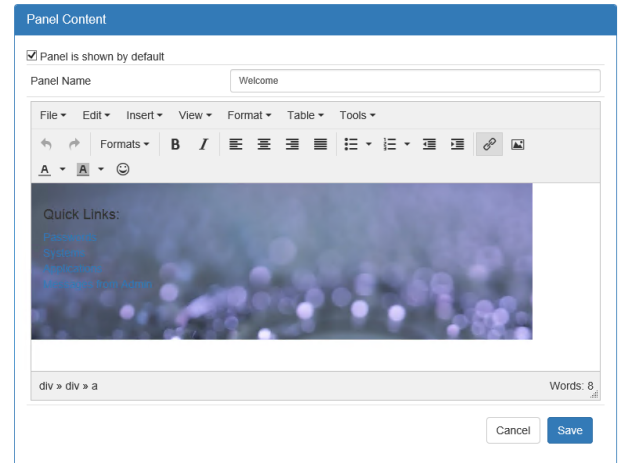 Panel Content
Panel is shown by default
Panel Name
Welcome
File Edit Insert View Format Table Tools
Formats B I
A A
Quick Links:
div » div » a
Words: 8
Cancel Save